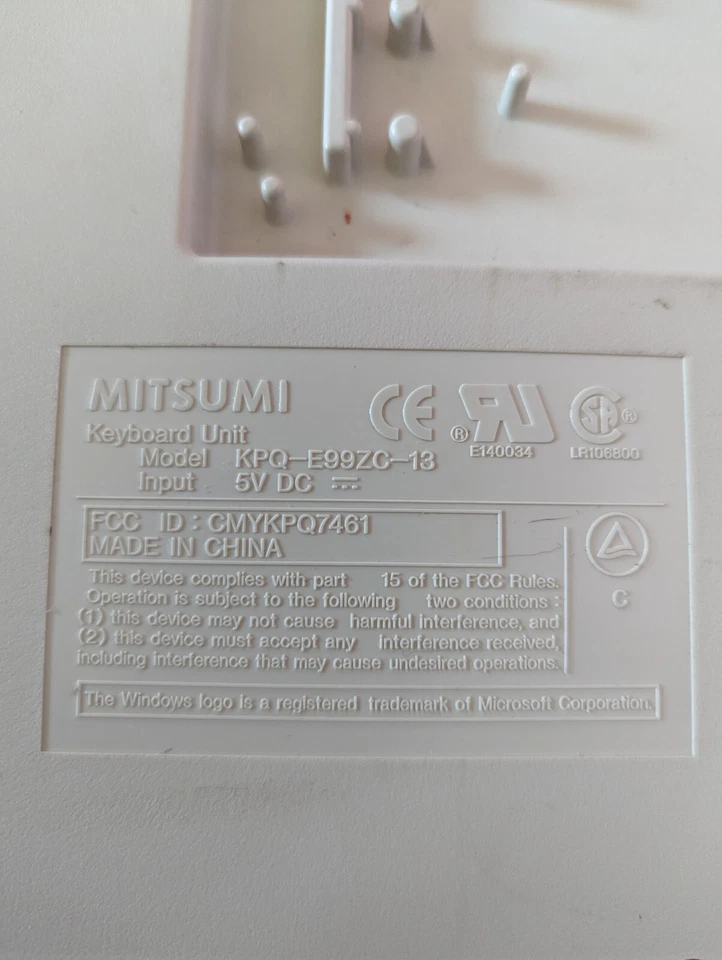 MITSUMI
CE
Keyboard Unit
Model KPQ-E99ZC-13
Input 5V DC
® RU
E140034
SA ®
LR106800
FCC ID : CMYKPQ7461
MADE IN CHINA
This device complies with part 15 of the FCC Rules.
Operation is subject to the following two conditions :
(1) this device may not cause harmful interference, and
(2) this device must accept any interference received,
including interference that may cause undesired operations.
C
The Windows logo is a registered trademark of Microsoft Corporation.